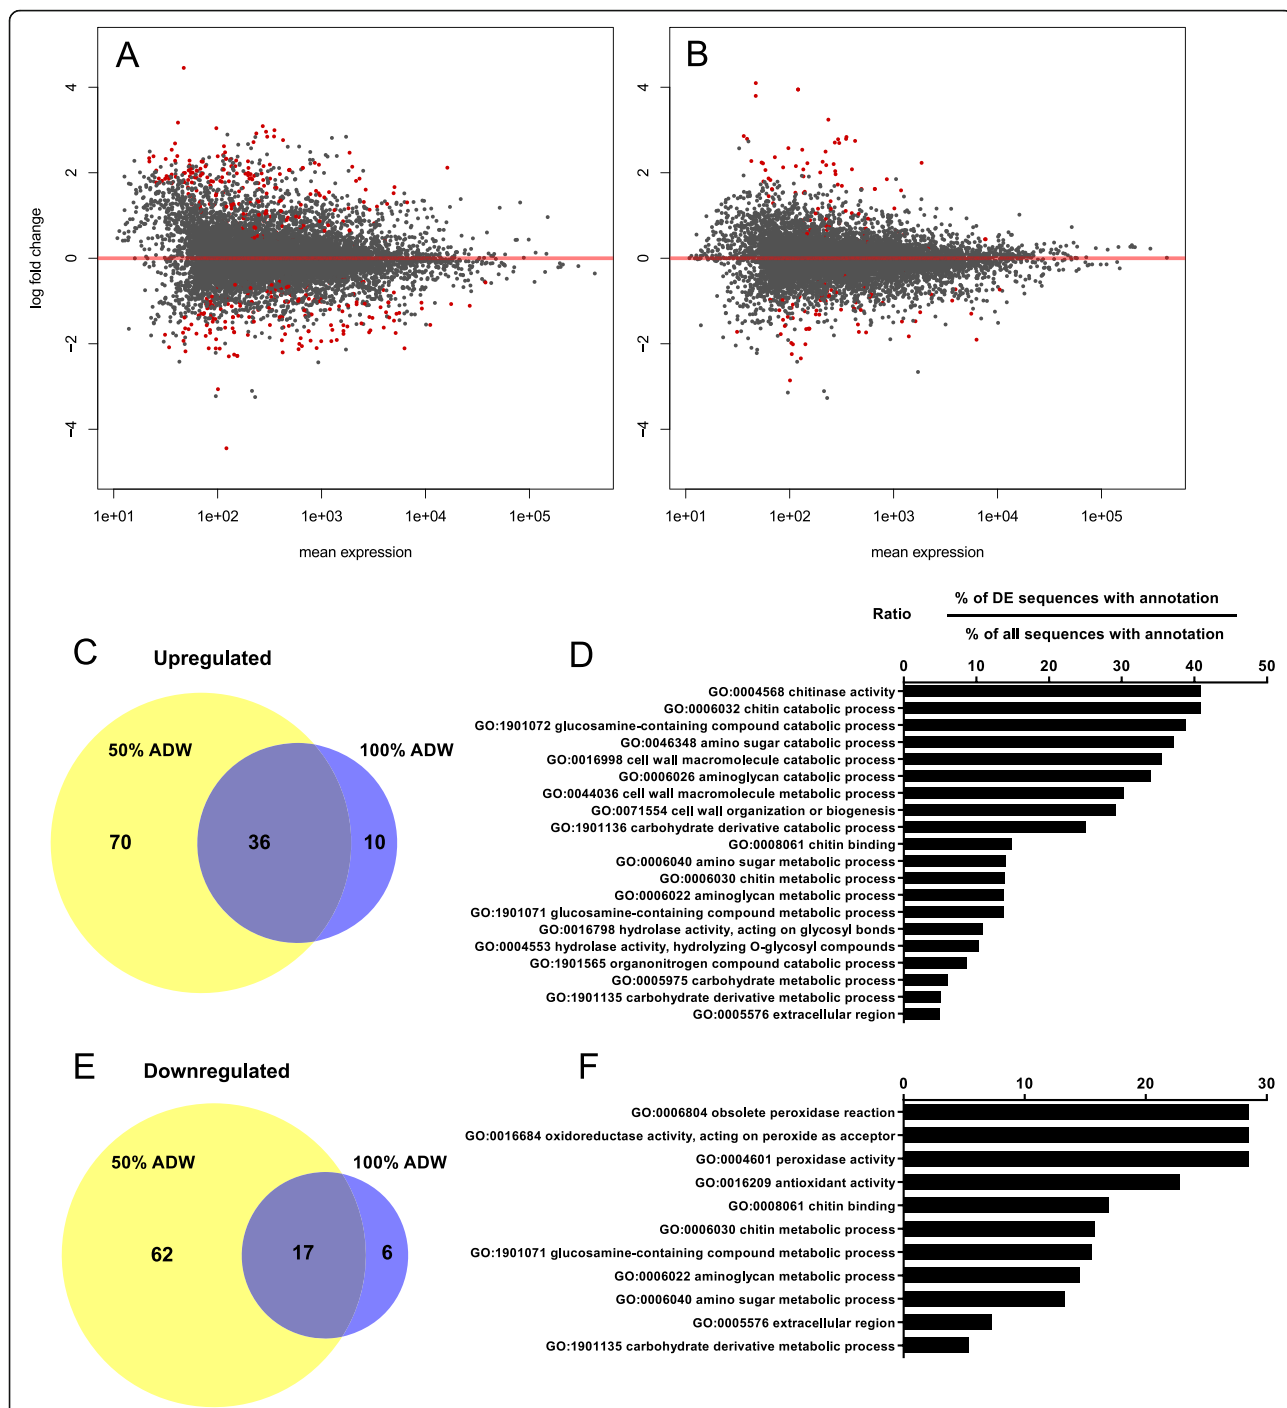 A
B
4
2
0
−2
−4
log fold change
4
2
0
−2
−4
1e+01 1e+02 1e+03 1e+04 1e+05
mean expression
1e+01 1e+02 1e+03 1e+04 1e+05
mean expression
C
Upregulated
50% ADW
100% ADW
70
36
10
D
Ratio
% of DE sequences with annotation
% of all sequences with annotation
0 10 20 30 40 50
GO:0004568 chitinase activity
GO:0006032 chitin catabolic process
GO:1901072 glucosamine-containing compound catabolic process
GO:0046348 amino sugar catabolic process
GO:0016998 cell wall macromolecule catabolic process
GO:0006026 aminoglycan catabolic process
GO:0044036 cell wall macromolecule metabolic process
GO:0071554 cell wall organization or biogenesis
GO:1901136 carbohydrate derivative catabolic process
GO:0008061 chitin binding
GO:0006040 amino sugar metabolic process
GO:0006030 chitin metabolic process
GO:0006022 aminoglycan metabolic process
GO:1901071 glucosamine-containing compound metabolic process
GO:0016798 hydrolase activity, acting on glycosyl bonds
GO:0004553 hydrolase activity, hydrolyzing O-glycosyl compounds
GO:1901565 organonitrogen compound catabolic process
GO:0005975 carbohydrate metabolic process
GO:1901135 carbohydrate derivative metabolic process
GO:0005576 extracellular region
E
Downregulated
50% ADW
100% ADW
62
17
6
F
0 10 20 30
GO:0006804 obsolete peroxidase reaction
GO:0016684 oxidoreductase activity, acting on peroxide as acceptor
GO:0004601 peroxidase activity
GO:0016209 antioxidant activity
GO:0008061 chitin binding
GO:0006030 chitin metabolic process
GO:1901071 glucosamine-containing compound metabolic process
GO:0006022 aminoglycan metabolic process
GO:0006040 amino sugar metabolic process
GO:0005576 extracellular region
GO:1901135 carbohydrate derivative metabolic process